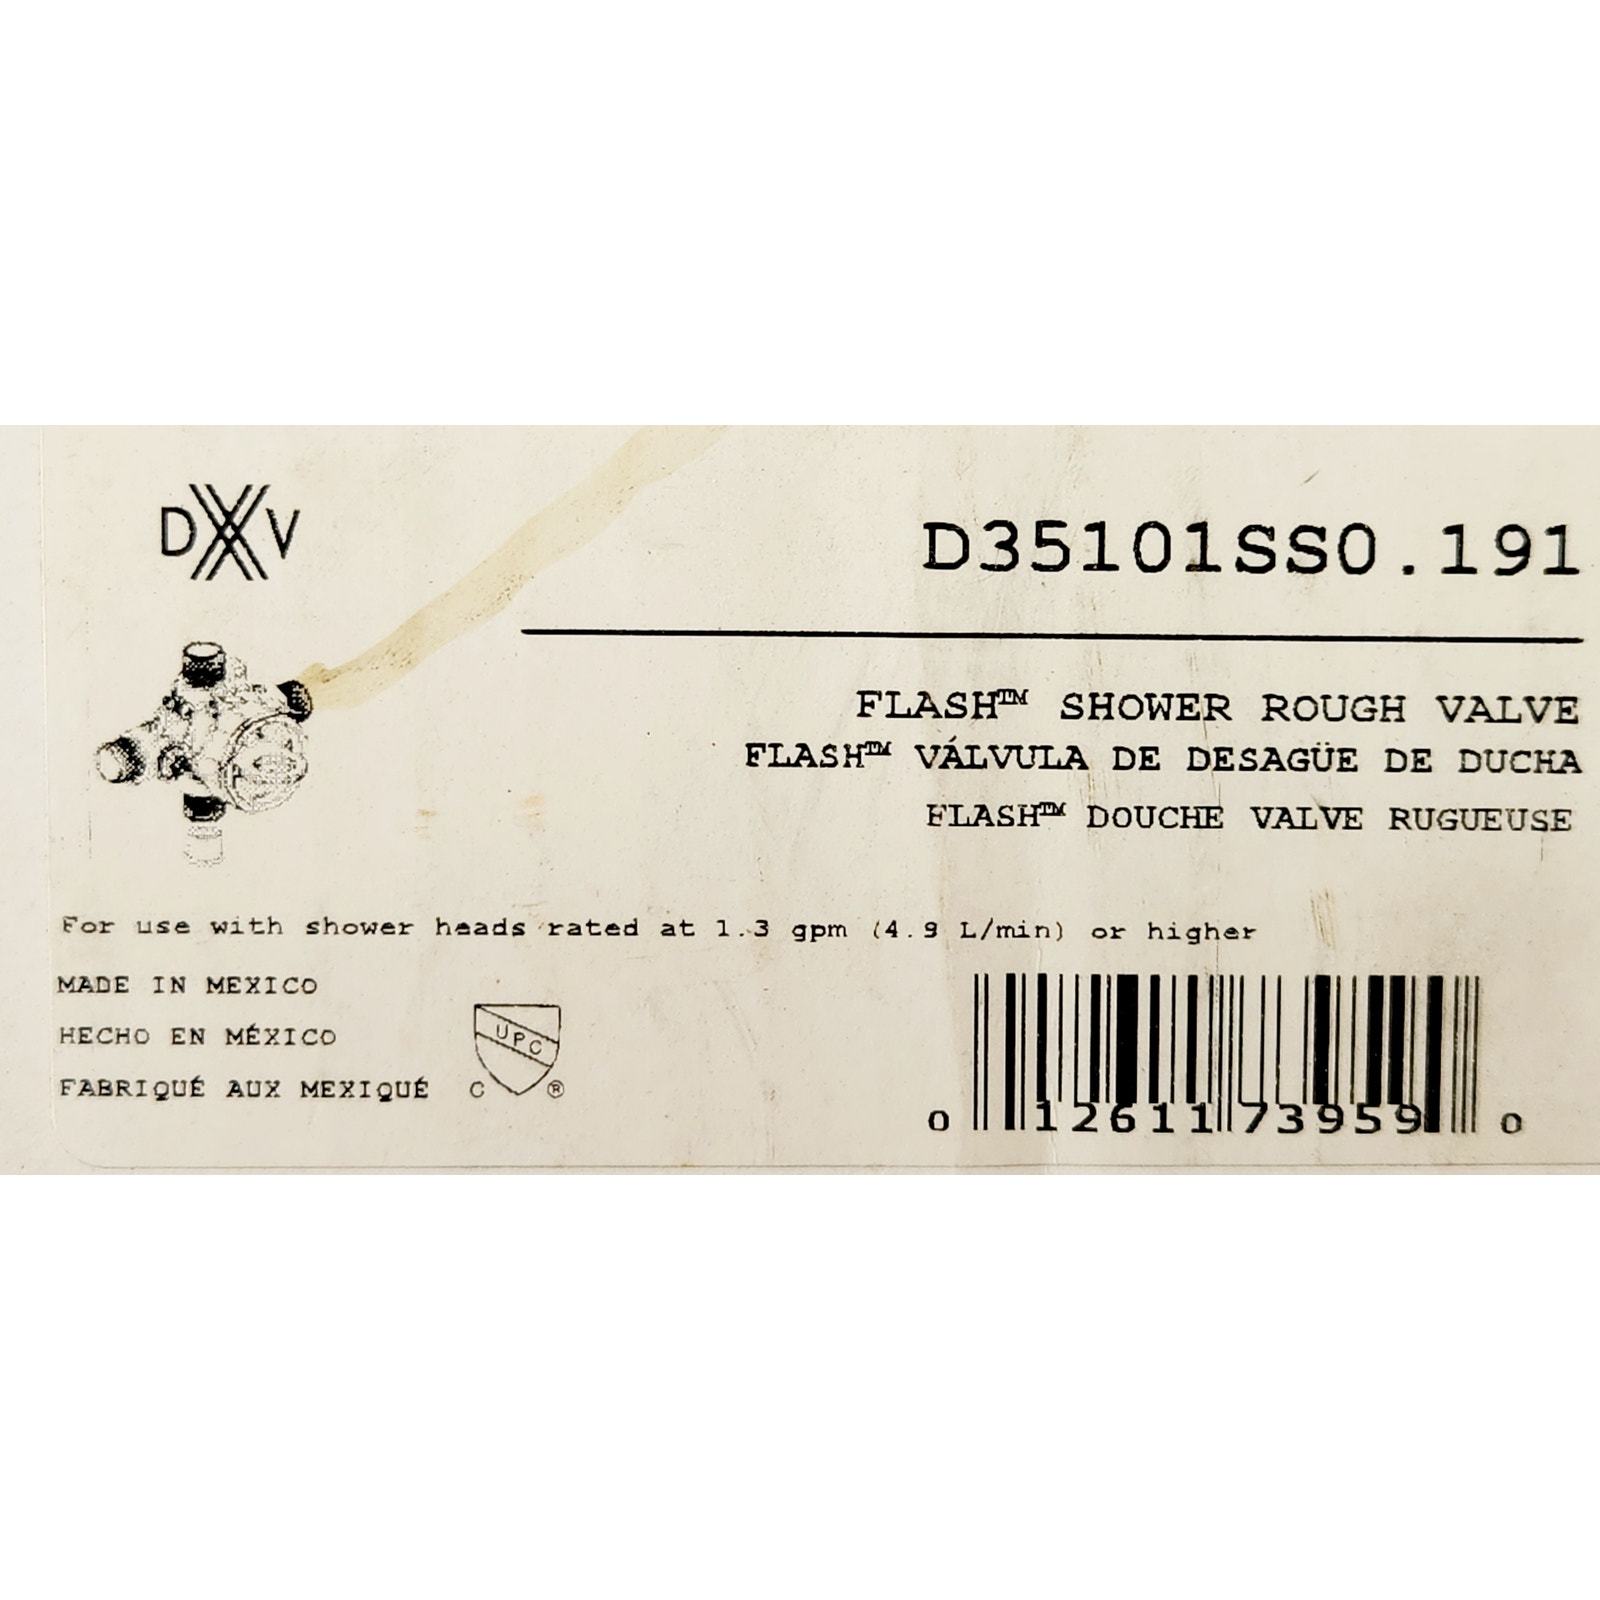 DXV
D35101SS0.191
FLASH™ SHOWER ROUGH VALVE
FLASH™ VÁLVULA DE DESAGÜE DE DUCHA
FLASH™ DOUCHE VALVE RUGUEUSE
For use with shower heads rated at 1.3 gpm (4.9 L/min) or higher
MADE IN MEXICO
HECHO EN MÉXICO
FABRIQUÉ AUX MEXIQUÉ
UPC
C ®
0 12611 73959 0